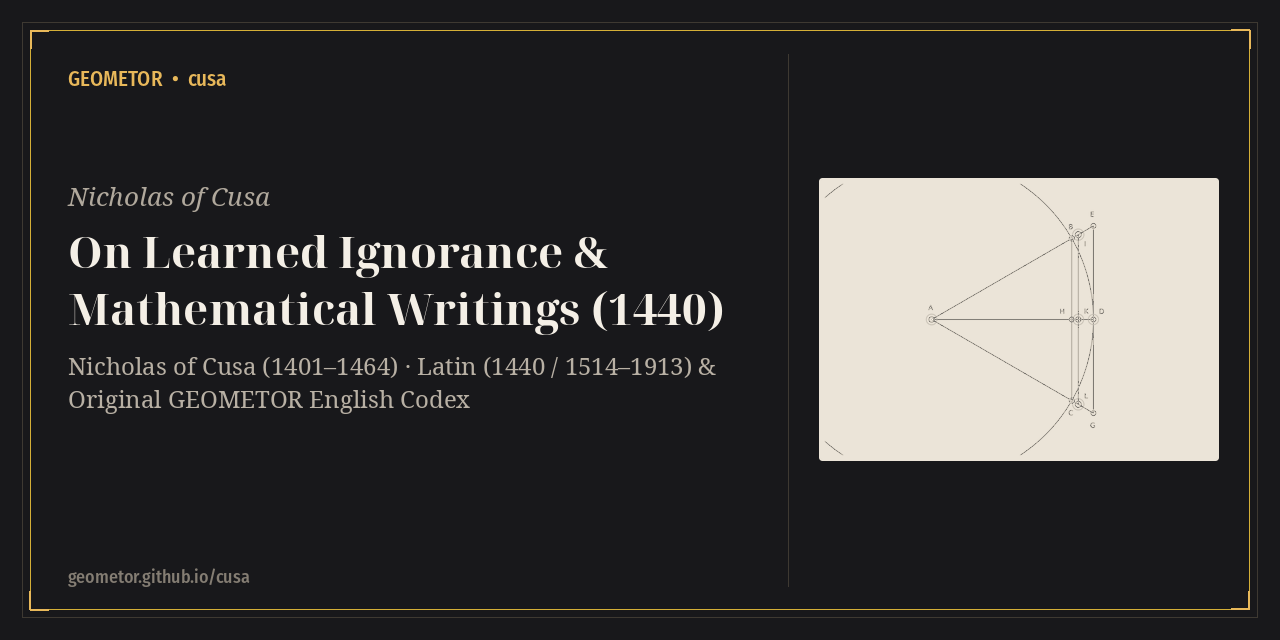 GEOMETOR • cusa
Nicholas of Cusa
On Learned Ignorance &
Mathematical Writings (1440)
Nicholas of Cusa (1401–1464) · Latin (1440 / 1514–1913) &
Original GEOMETOR English Codex
geometor.github.io/cusa
E
B
I
A
H
K
D
L
C
G